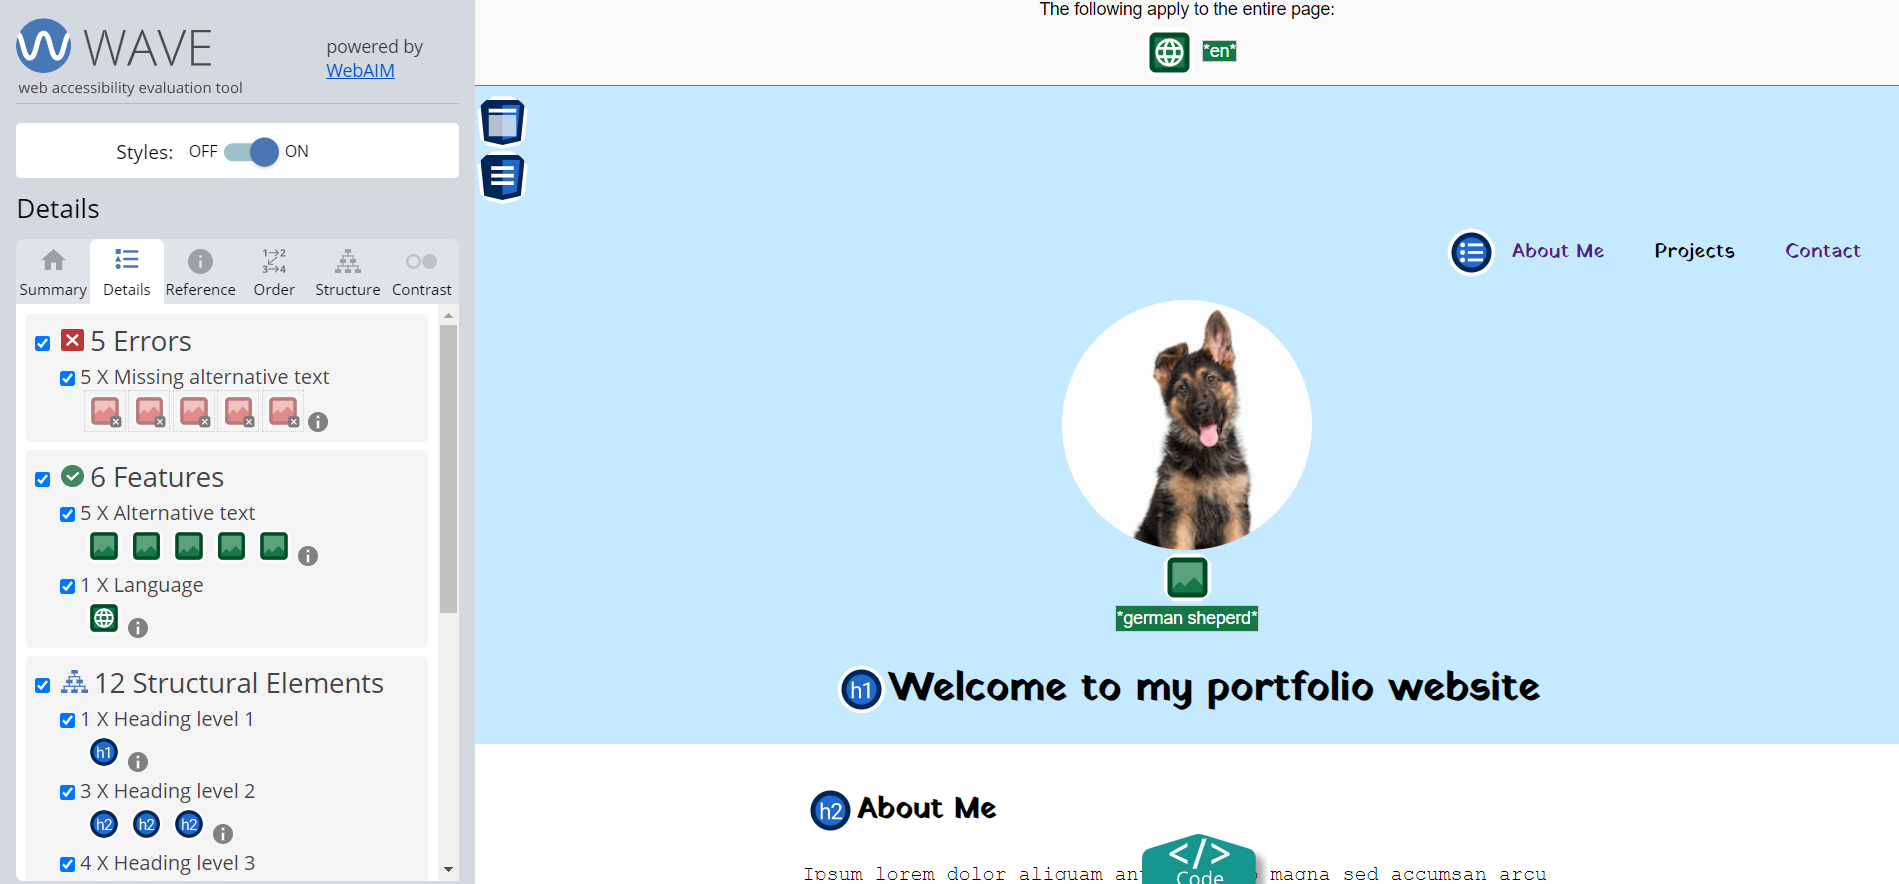 WAVE
powered by
WebAIM
web accessibility evaluation tool
Styles: OFF ON
Details
Summary Details Reference Order Structure Contrast
5 Errors
5 X Missing alternative text
6 Features
5 X Alternative text
1 X Language
12 Structural Elements
1 X Heading level 1
h1
3 X Heading level 2
h2 h2 h2
4 X Heading level 3
The following apply to the entire page:
*en*
About Me Projects Contact
*german sheperd*
h1 Welcome to my portfolio website
h2 About Me
</> Code
Ipsum lorem dolor aliquam an magna sed accumsan arcu